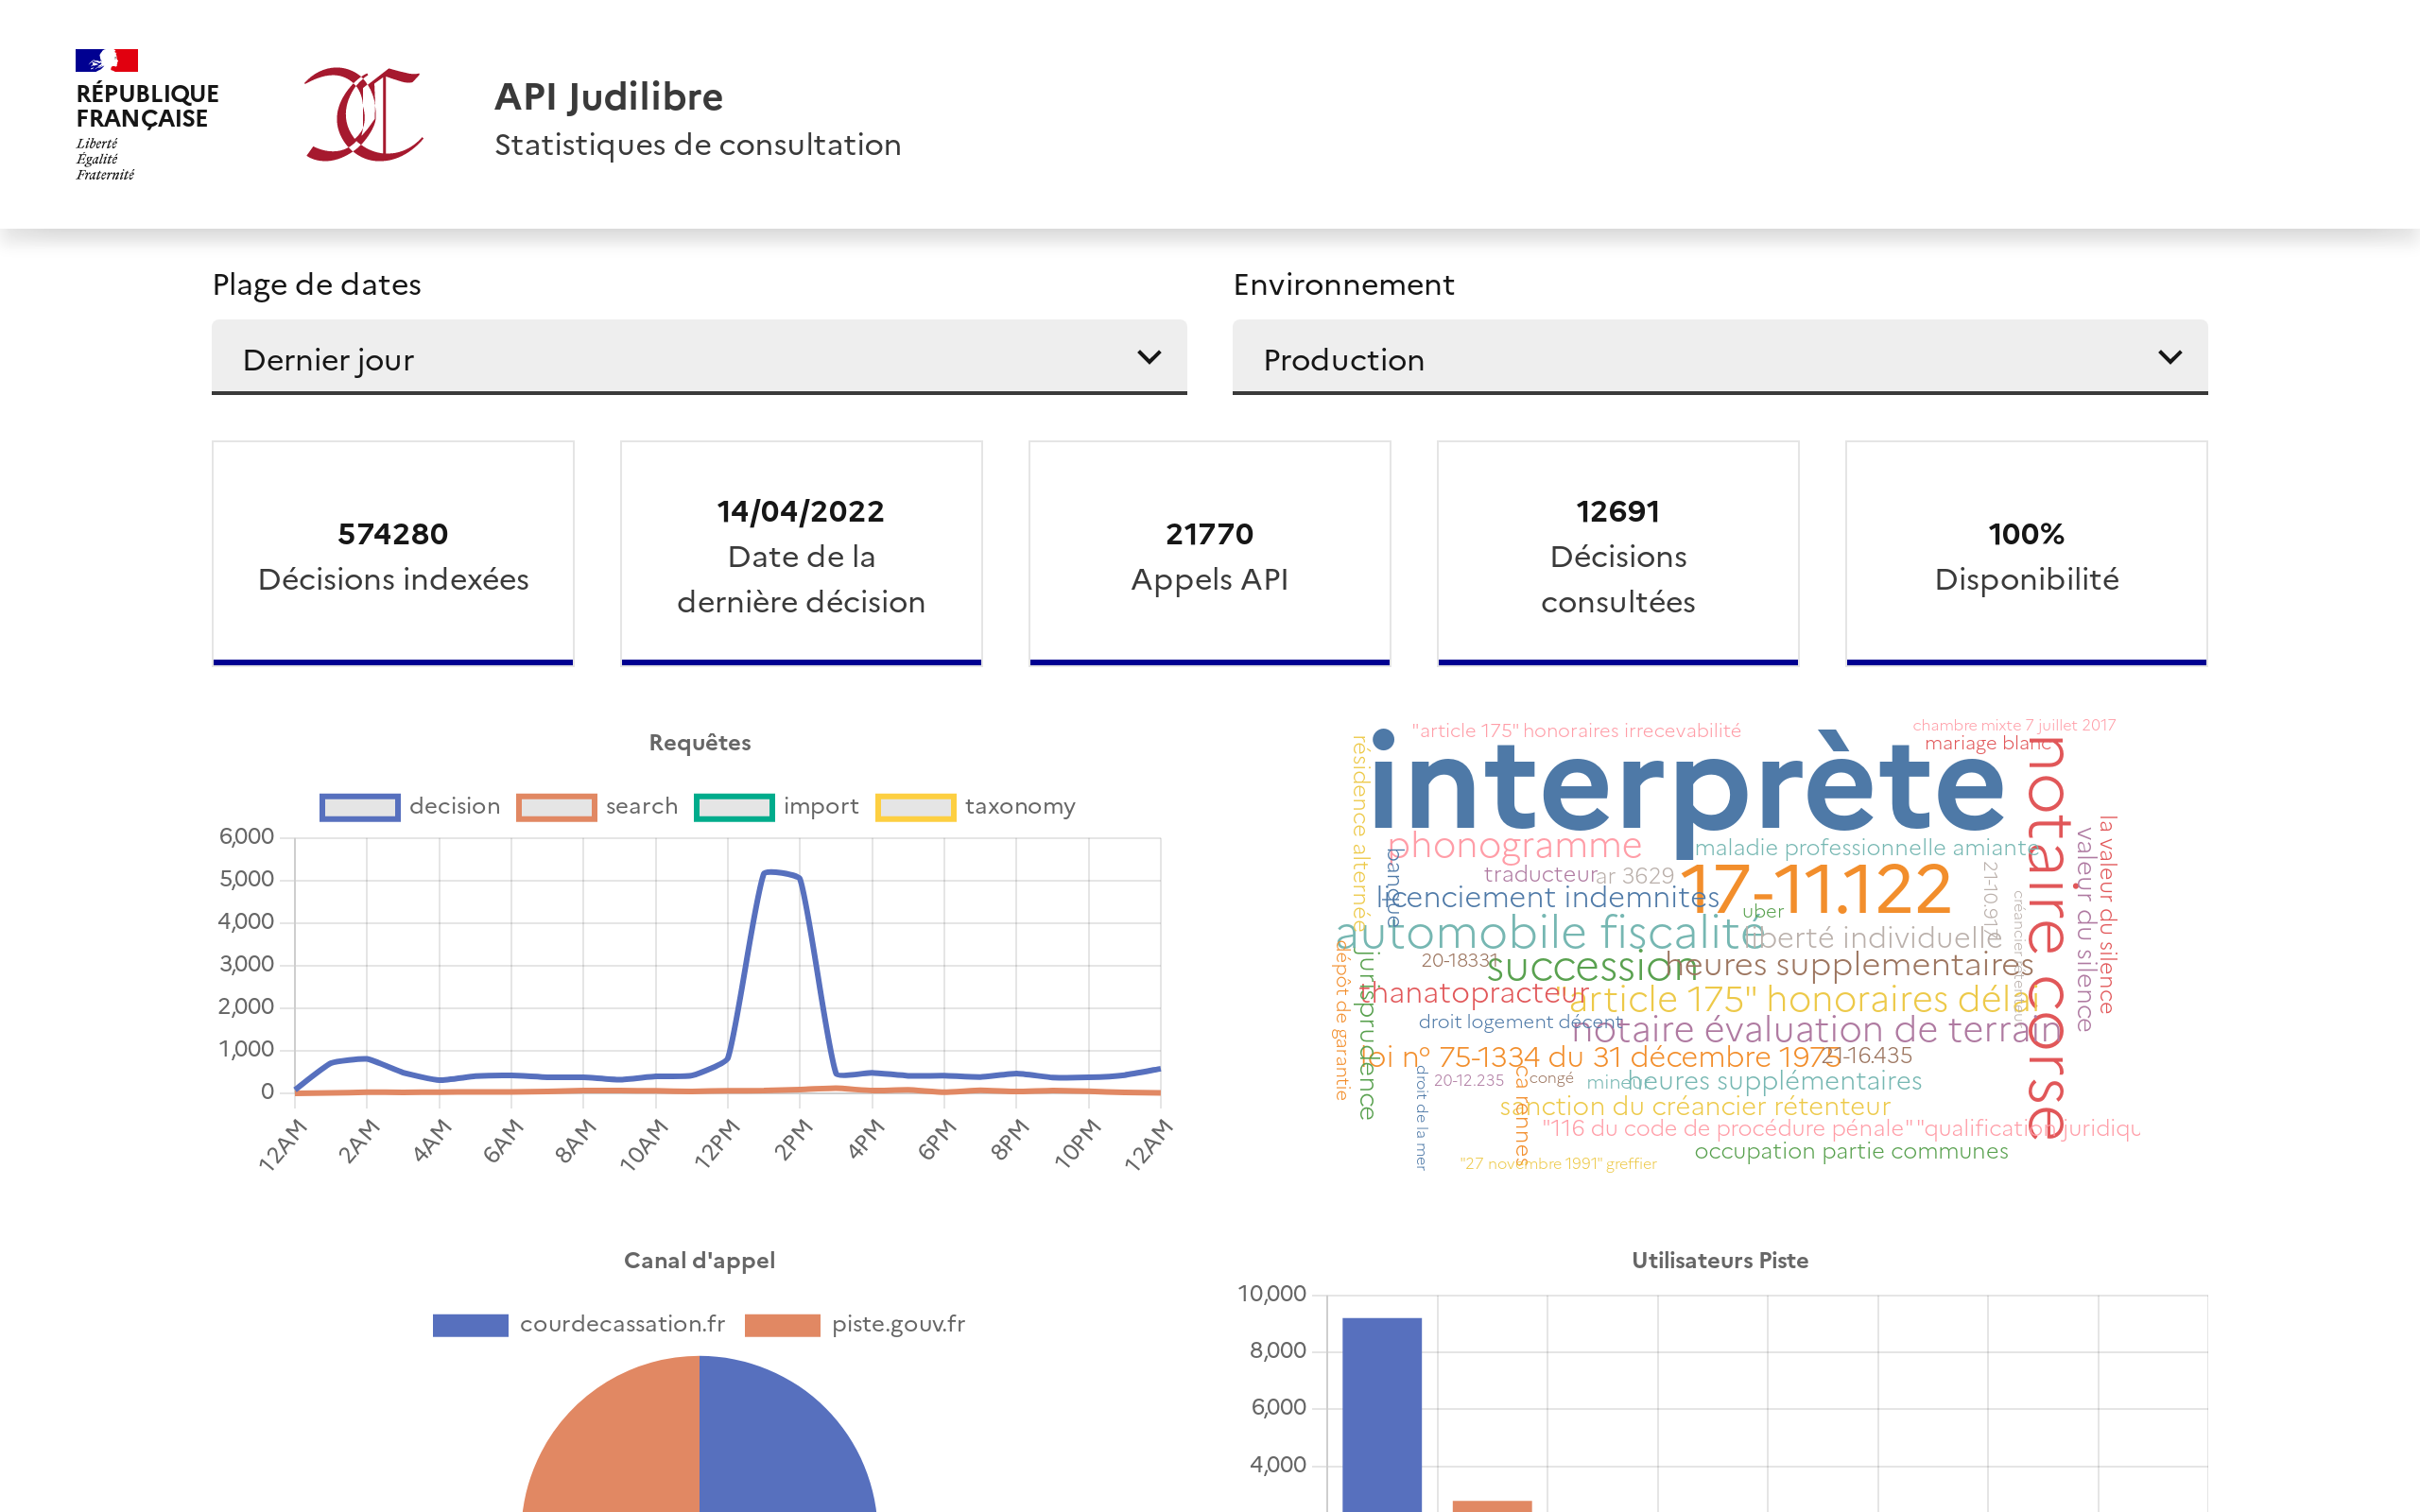 RÉPUBLIQUE
FRANÇAISE
Liberté
Égalité
Fraternité
API Judilibre
Statistiques de consultation
Plage de dates
Dernier jour
Environnement
Production
574280
Décisions indexées
14/04/2022
Date de la
dernière décision
21770
Appels API
12691
Décisions
consultées
100%
Disponibilité
Requêtes
decision
search
import
taxonomy
6,000
5,000
4,000
3,000
2,000
1,000
0
12AM
2AM
4AM
6AM
8AM
10AM
12PM
2PM
4PM
6PM
8PM
10PM
12AM
"article 175" honoraires irrecevabilité
chambre mixte 7 juillet 2017
mariage blanc
interprète
résidence alternée
notaire corse
phonogramme
maladie professionnelle amiante
la valeur du silence
valeur du silence
banque
traducteur
ar 3629
17-11.122
licenciement indemnites
uber
automobile fiscalité
liberté individuelle
20-18331
succession
heures supplementaires
dépôt de garantie
jurisprudence
thanatopracteur
"article 175" honoraires délai
droit logement décent
notaire évaluation de terrain
loi n° 75-1334 du 31 décembre 1975
21-16.435
droit de la mer
20-12.235
ca rennes
congé
mineur
heures supplémentaires
sanction du créancier rétenteur
"116 du code de procédure pénale" "qualification juridiqu
occupation partie communes
"27 novembre 1991" greffier
Canal d'appel
courdecassation.fr
piste.gouv.fr
Utilisateurs Piste
10,000
8,000
6,000
4,000